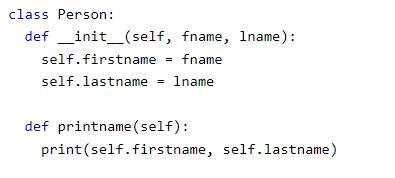 class Person:
  def __init__(self, fname, lname):
    self.firstname = fname
    self.lastname = lname

  def printname(self):
    print(self.firstname, self.lastname)